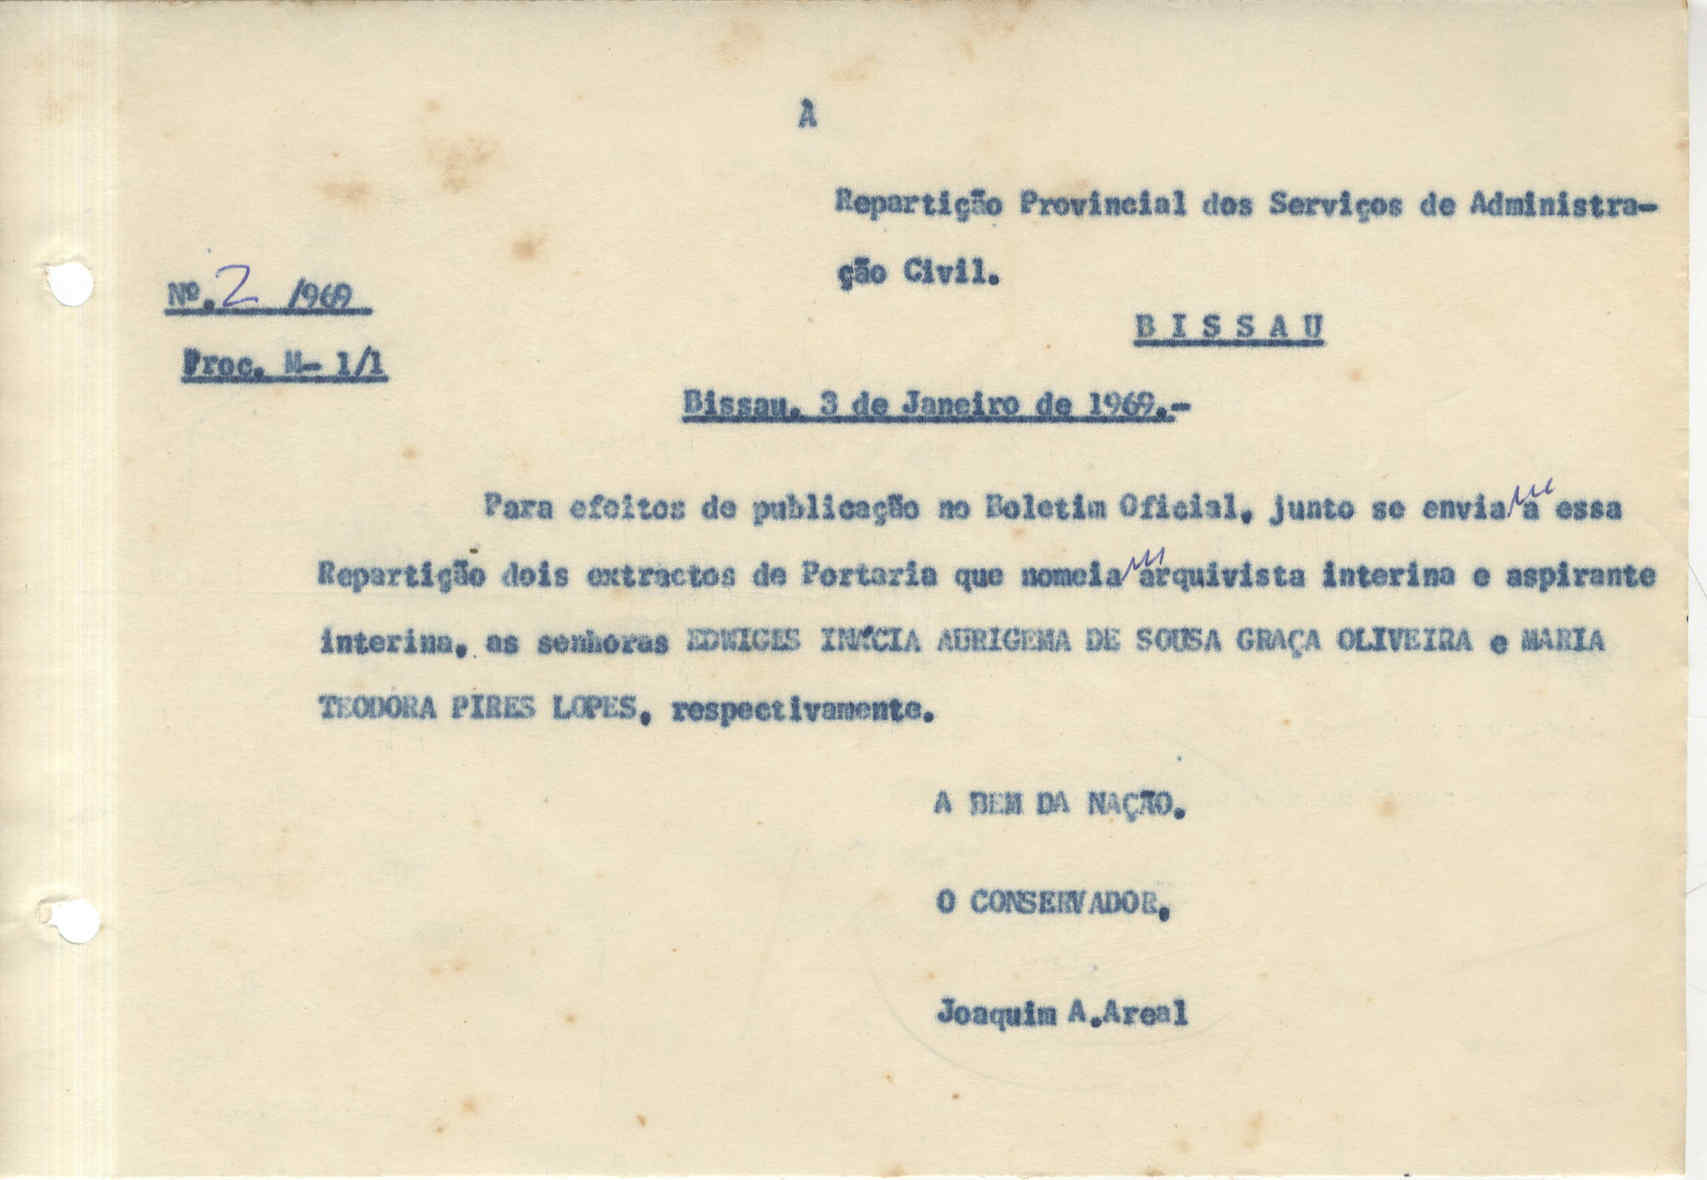 À
Repartição Provincial dos Serviços de Administra-
ção Civil.
Nº. 2 /969
BISSAU
Proc. M- 1/1
Bissau, 3 de Janeiro de 1969.-
Para efeitos de publicação no Boletim Oficial, junto se enviam a essa
Repartição dois extractos de Portaria que nomeiam arquivista interina e aspirante
interina, as senhoras EDWIGES INÁCIA AURIGEMA DE SOUSA GRAÇA OLIVEIRA e MARIA
TEODORA PIRES LOPES, respectivamente.
A BEM DA NAÇÃO.
O CONSERVADOR,
Joaquim A.Areal